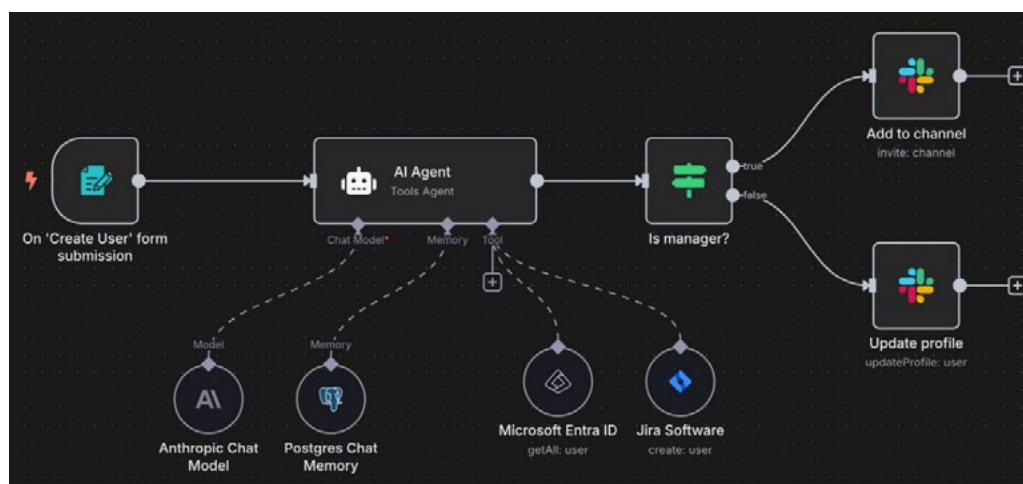 Add to channel
invite: channel
AI Agent
Tools Agent
true
false
On 'Create User' form
submission
Chat Model*
Memory
Tool
Is manager?
Update profile
updateProfile: user
Model
Memory
Anthropic Chat
Model
Postgres Chat
Memory
Microsoft Entra ID
getAll: user
Jira Software
create: user